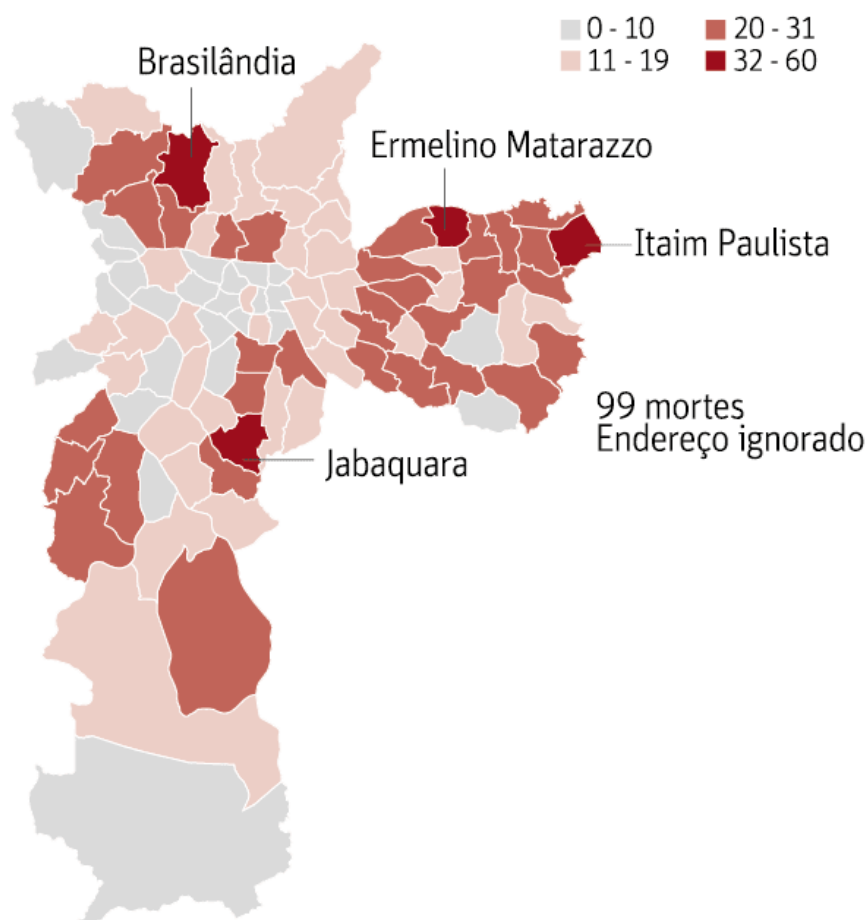 0 - 10
20 - 31
11 - 19
32 - 60
Brasilândia
Ermelino Matarazzo
Itaim Paulista
99 mortes
Endereço ignorado
Jabaquara